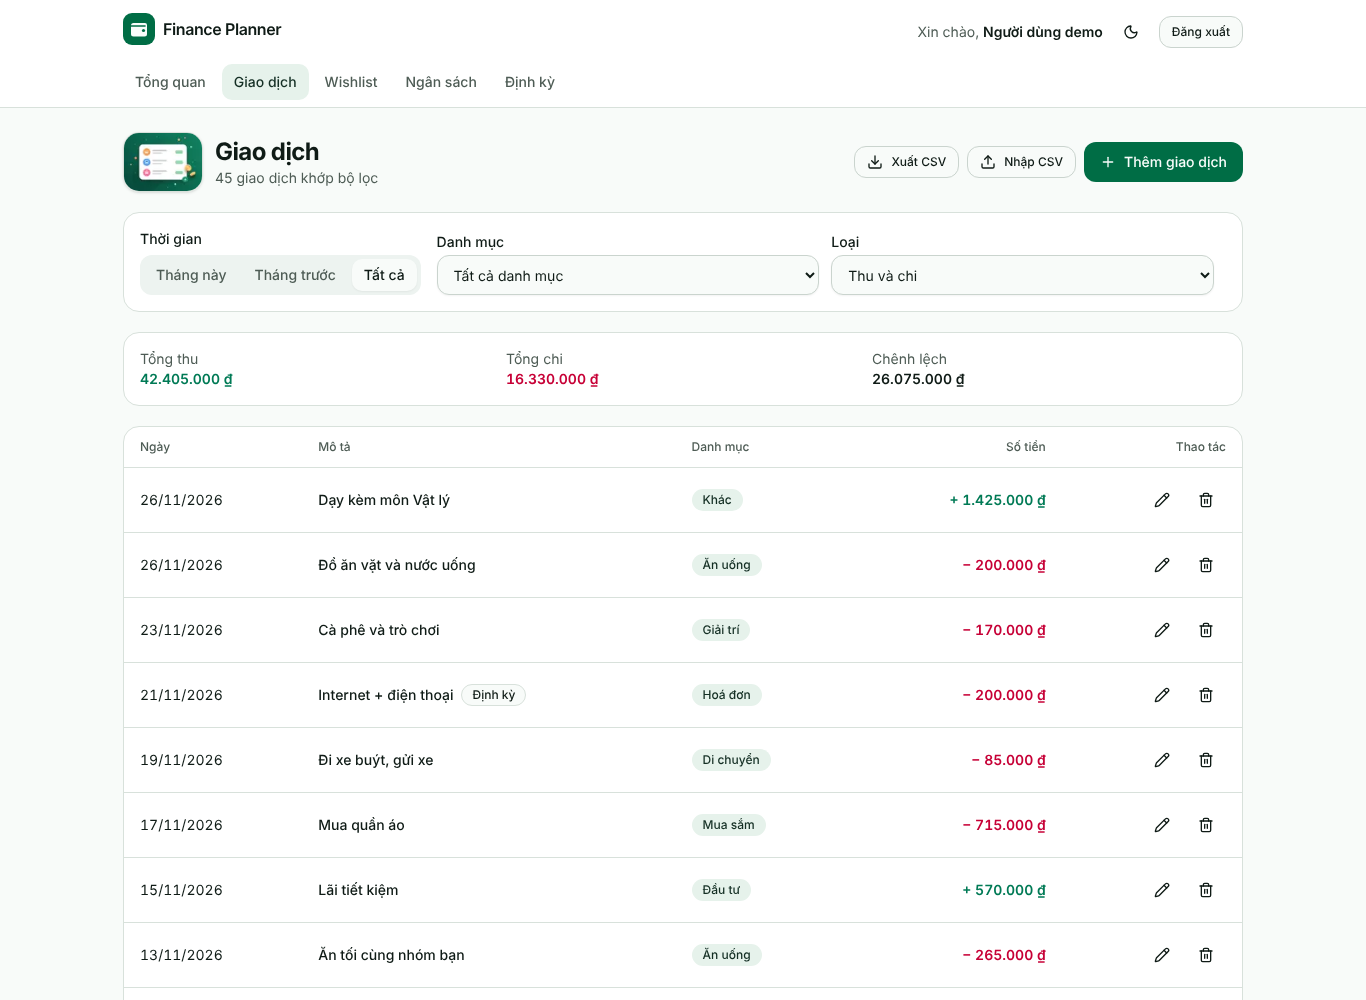 Finance Planner
Xin chào, Người dùng demo
Đăng xuất
Tổng quan
Giao dịch
Wishlist
Ngân sách
Định kỳ
Giao dịch
45 giao dịch khớp bộ lọc
Xuất CSV
Nhập CSV
Thêm giao dịch
Thời gian
Tháng này
Tháng trước
Tất cả
Danh mục
Tất cả danh mục
Loại
Thu và chi
Tổng thu
42.405.000 ₫
Tổng chi
16.330.000 ₫
Chênh lệch
26.075.000 ₫
Ngày Mô tả Danh mục Số tiền Thao tác
26/11/2026 Dạy kèm môn Vật lý Khác + 1.425.000 ₫
26/11/2026 Đồ ăn vặt và nước uống Ăn uống − 200.000 ₫
23/11/2026 Cà phê và trò chơi Giải trí − 170.000 ₫
21/11/2026 Internet + điện thoại Định kỳ Hoá đơn − 200.000 ₫
19/11/2026 Đi xe buýt, gửi xe Di chuyển − 85.000 ₫
17/11/2026 Mua quần áo Mua sắm − 715.000 ₫
15/11/2026 Lãi tiết kiệm Đầu tư + 570.000 ₫
13/11/2026 Ăn tối cùng nhóm bạn Ăn uống − 265.000 ₫